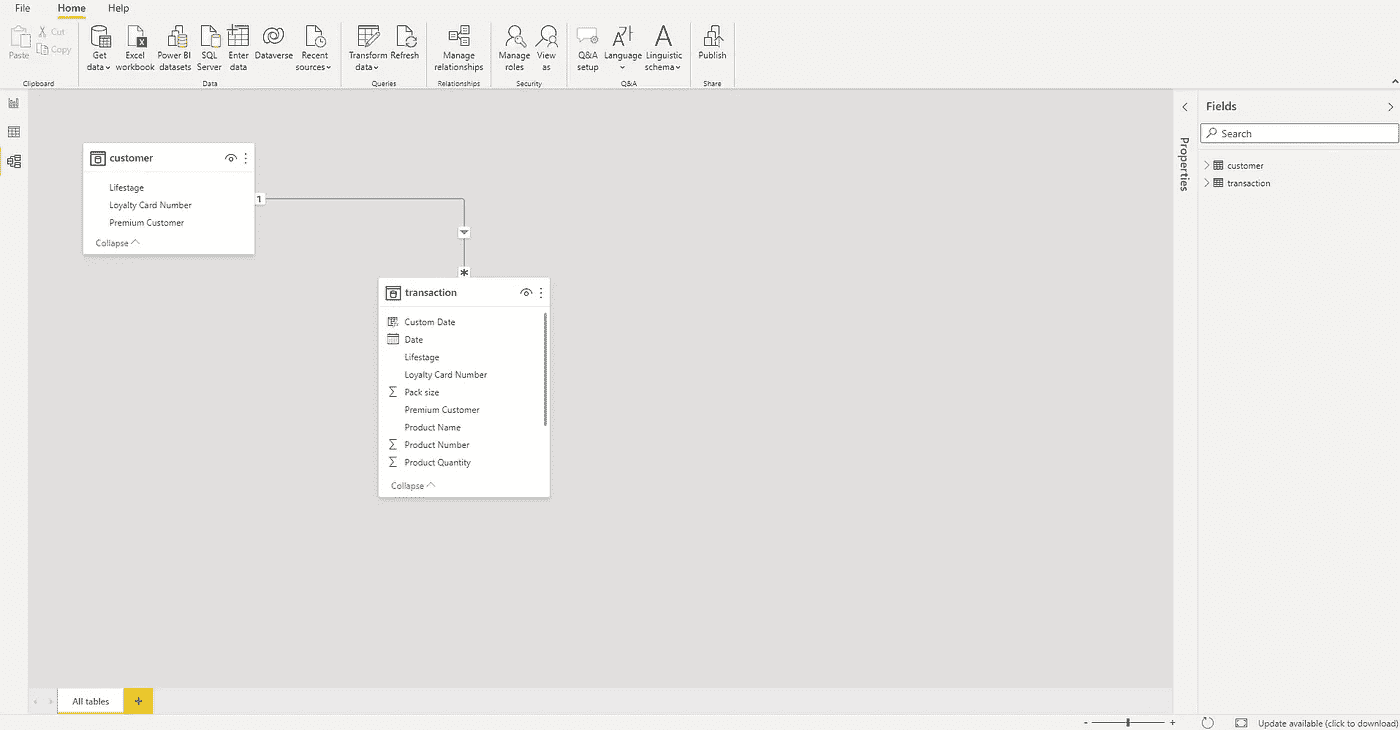 File Home Help
Paste
Cut
Copy
Clipboard
Get data
Excel workbook
Power BI datasets
SQL Server
Enter data
Dataverse
Recent sources
Data
Transform data
Refresh
Queries
Manage relationships
Relationships
Manage roles
View as
Security
Q&A setup
Language
Linguistic schema
Q&A
Publish
Share
customer
Lifestage
Loyalty Card Number
Premium Customer
Collapse
1
*
transaction
Custom Date
Date
Lifestage
Loyalty Card Number
Σ Pack size
Premium Customer
Product Name
Σ Product Number
Σ Product Quantity
Collapse
Properties
Fields
Search
customer
transaction
All tables
+
- +
Update available (click to download)